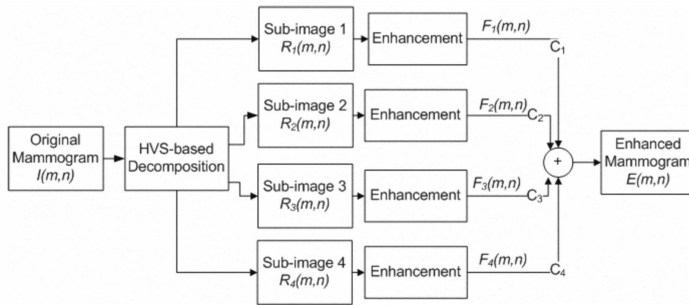 Original
Mammogram
I(m,n)
HVS-based
Decomposition
Sub-image 1
R1(m,n)
Enhancement
F1(m,n)
C1
Sub-image 2
R2(m,n)
Enhancement
F2(m,n)
C2
Sub-image 3
R3(m,n)
Enhancement
F3(m,n)
C3
Sub-image 4
R4(m,n)
Enhancement
F4(m,n)
C4
+
Enhanced
Mammogram
E(m,n)